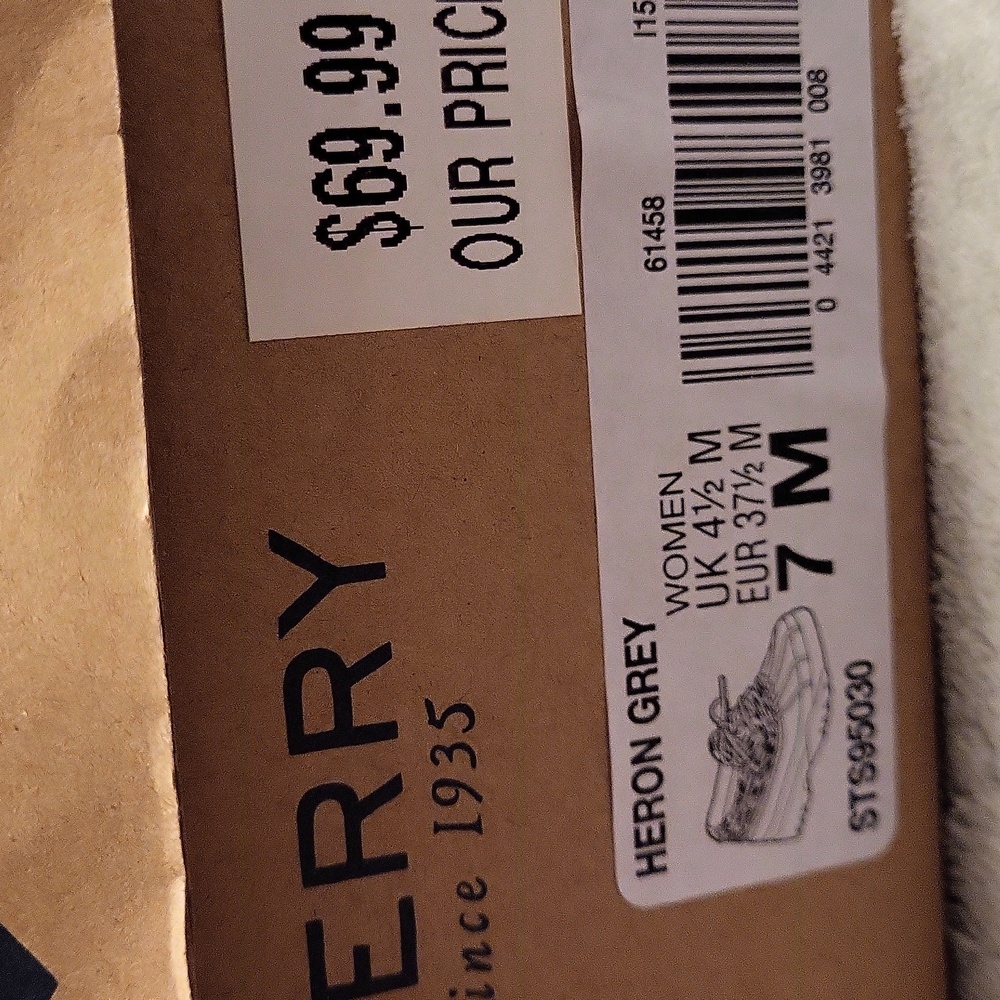 $69.99
OUR PRIC
ERRY
ince 1935
HERON GREY
WOMEN
UK 4½ M
EUR 37½ M
7 M
STS95030
61458
I15
0 4421 3981 008